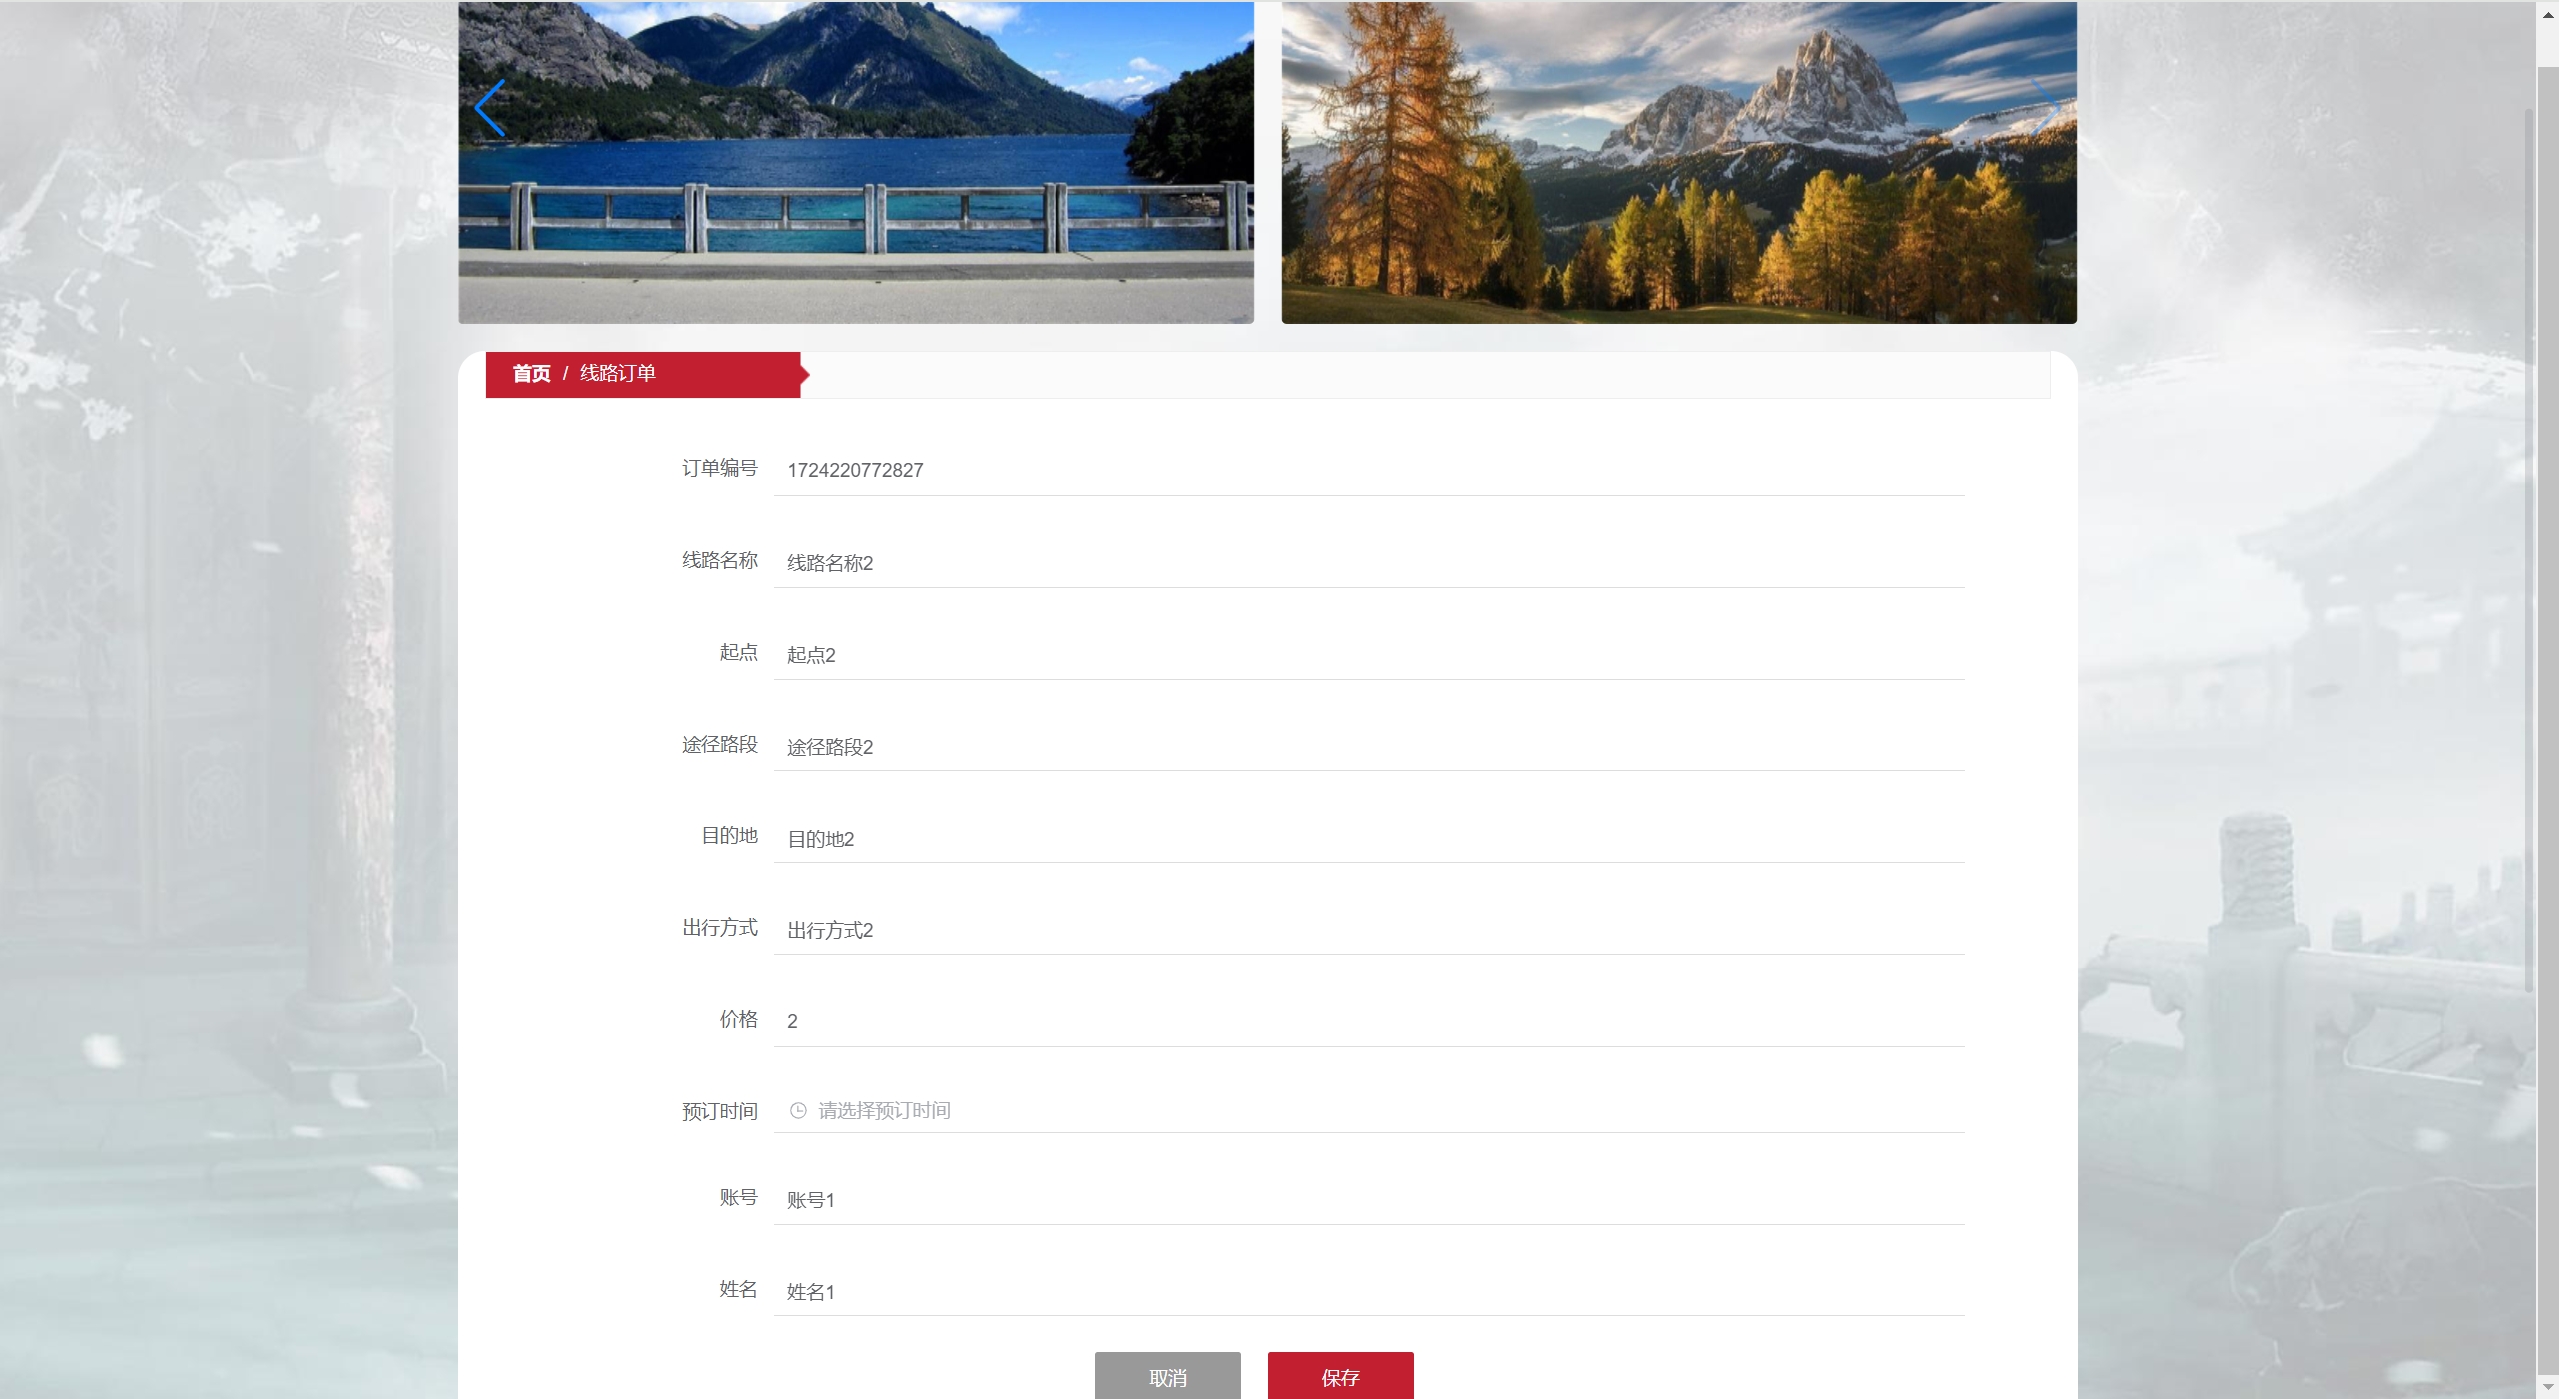 首页 / 线路订单
订单编号 1724220772827
线路名称 线路名称2
起点 起点2
途径路段 途径路段2
目的地 目的地2
出行方式 出行方式2
价格 2
预订时间 请选择预订时间
账号 账号1
姓名 姓名1
取消 保存